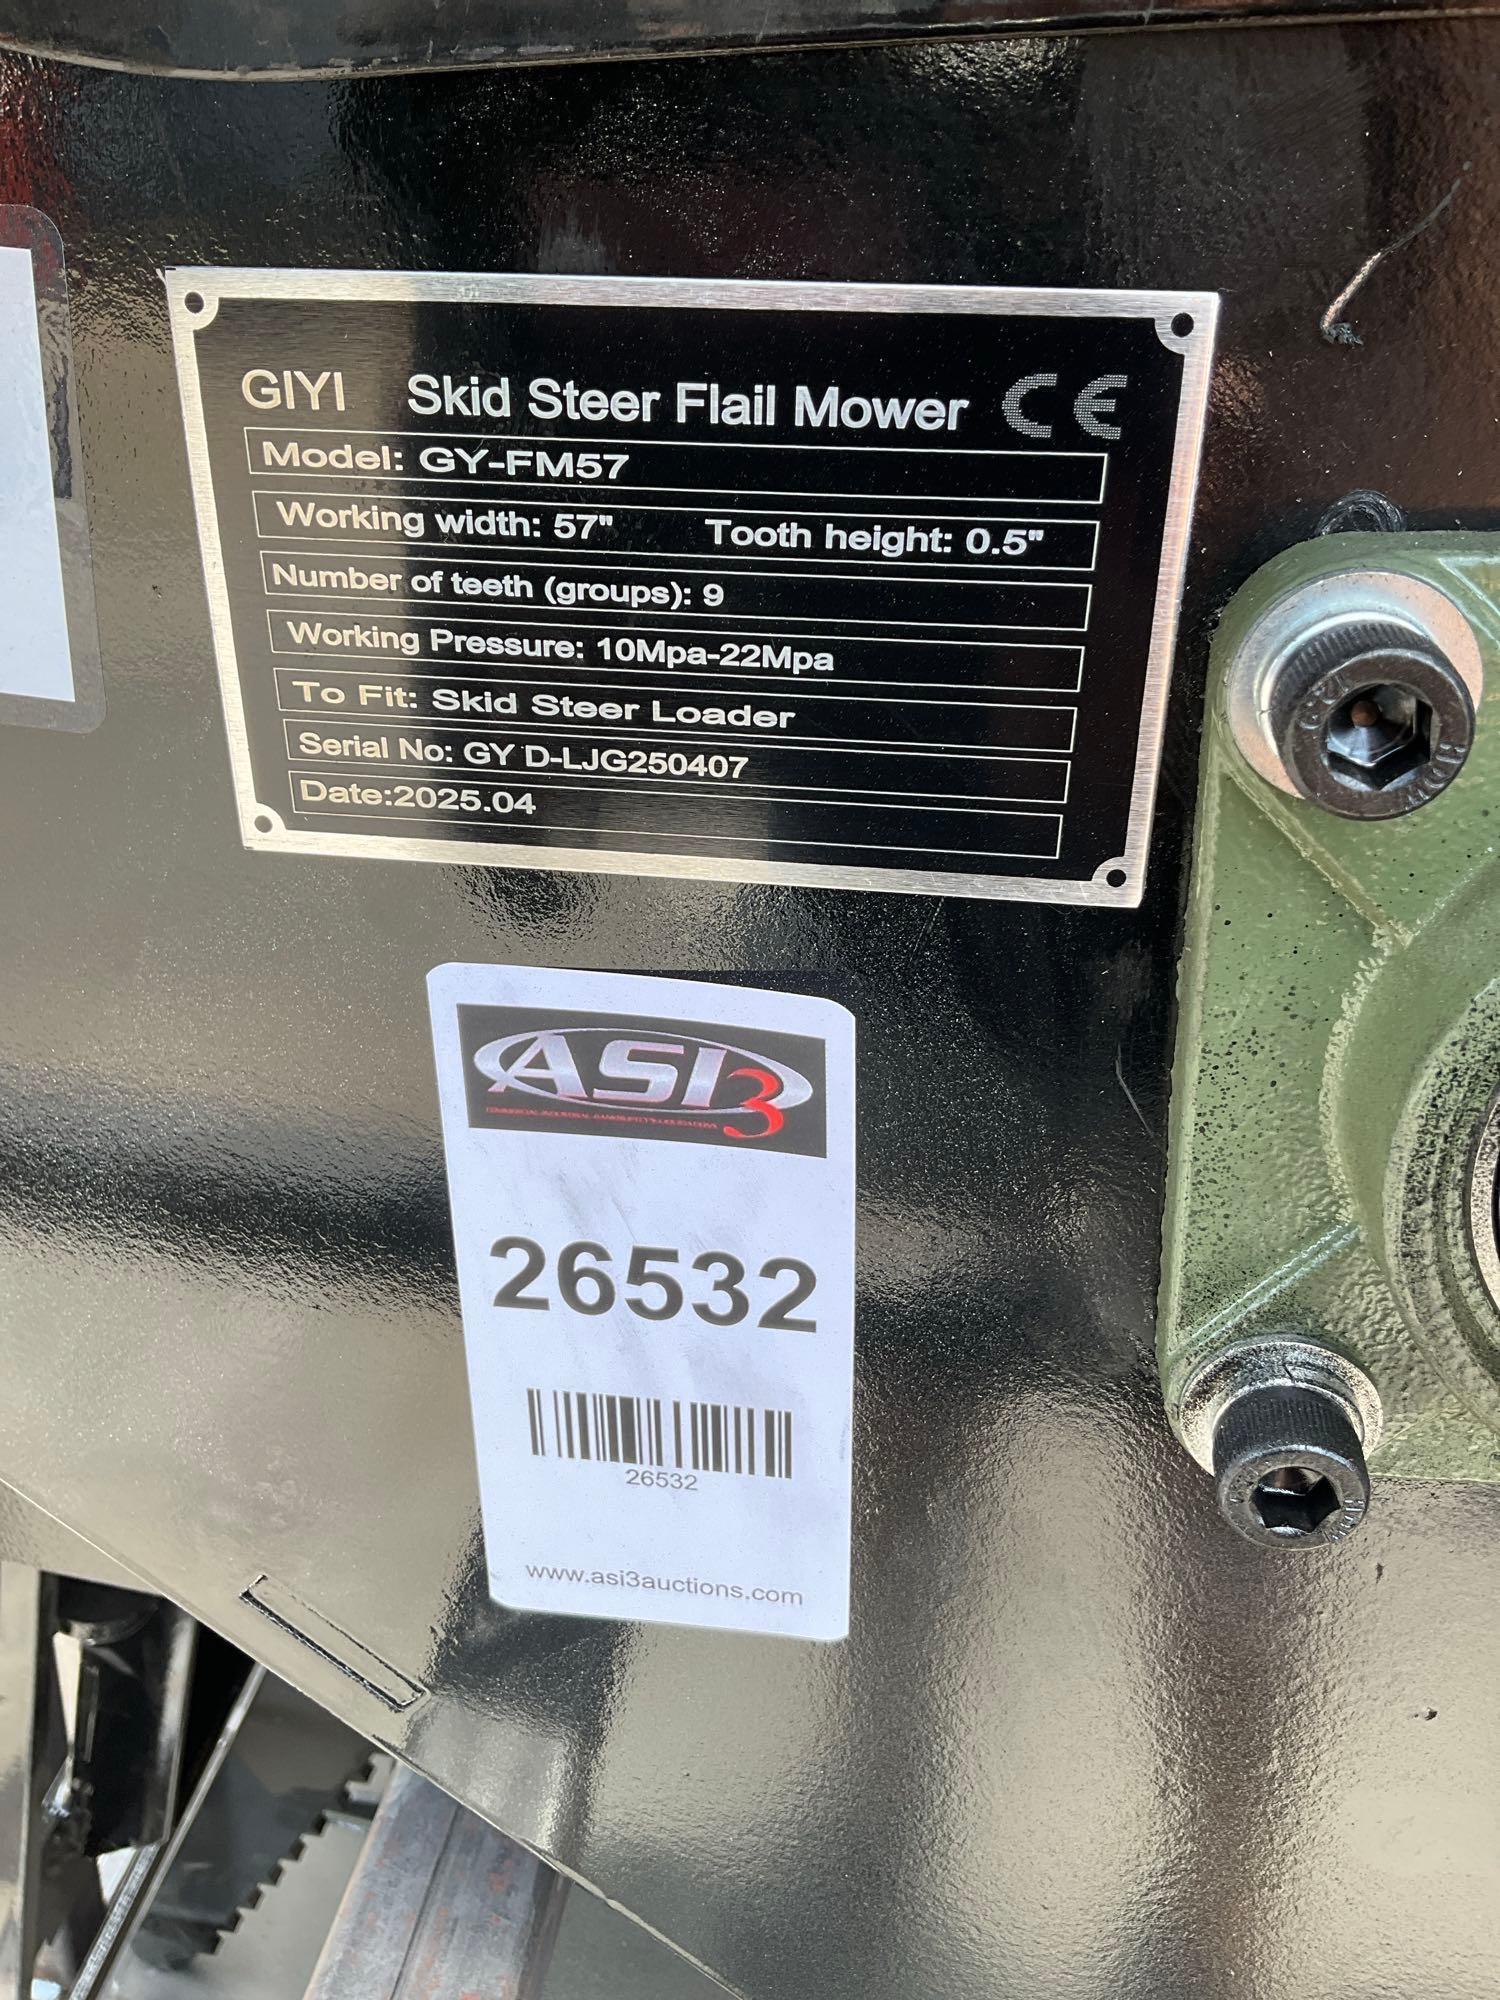 GIYI Skid Steer Flail Mower CE
Model: GY-FM57
Working width: 57" Tooth height: 0.5"
Number of teeth (groups): 9
Working Pressure: 10Mpa-22Mpa
To Fit: Skid Steer Loader
Serial No: GY D-LJG250407
Date:2025.04
ASI3
26532
26532
www.asi3auctions.com
12.9